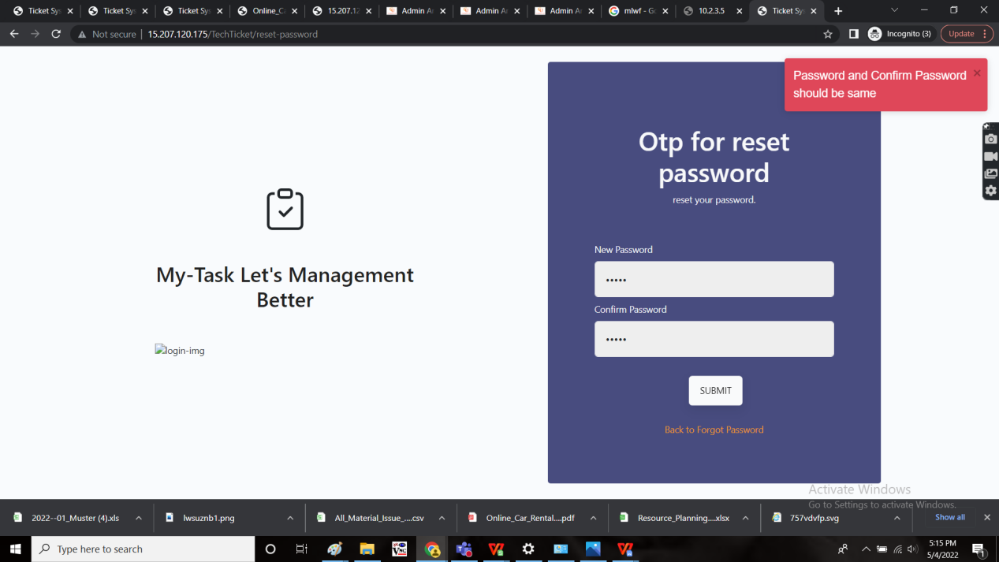 Ticket Sys
Ticket Sys
Ticket Sys
Online_C
15.207.12
Admin Ar
Admin Ar
Admin Ar
mlwf - Go
10.2.3.5
Ticket Sys
Not secure | 15.207.120.175/TechTicket/reset-password
Incognito (3)
Update
Password and Confirm Password
should be same
Otp for reset
password
reset your password.
My-Task Let's Management
Better
login-img
New Password
•••••
Confirm Password
•••••
SUBMIT
Back to Forgot Password
Activate Windows
Go to Settings to activate Windows.
2022--01_Muster (4).xls
lwsuznb1.png
All_Material_Issue_....csv
Online_Car_Rental....pdf
Resource_Planning....xlsx
757vdvfp.svg
Show all
Type here to search
5:15 PM
5/4/2022
1